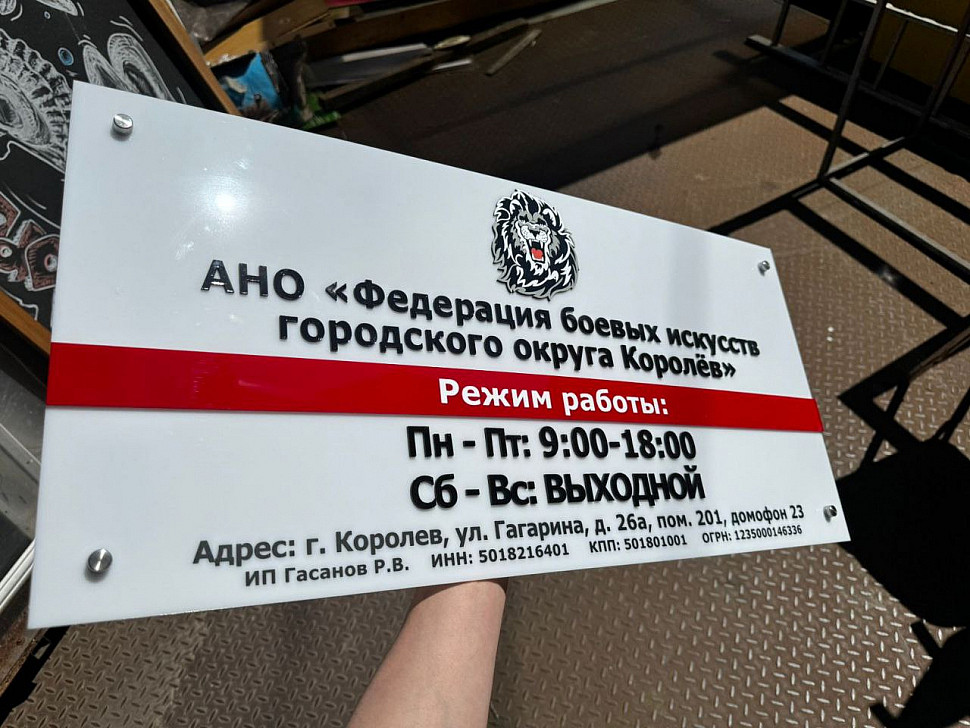 АНО «Федерация боевых искусств
городского округа Королёв»
Режим работы:
Пн - Пт: 9:00-18:00
Сб - Вс: ВЫХОДНОЙ
Адрес: г. Королев, ул. Гагарина, д. 26а, пом. 201, домофон 23
ИП Гасанов Р.В. ИНН: 5018216401 КПП: 501801001 ОГРН: 1235000146336